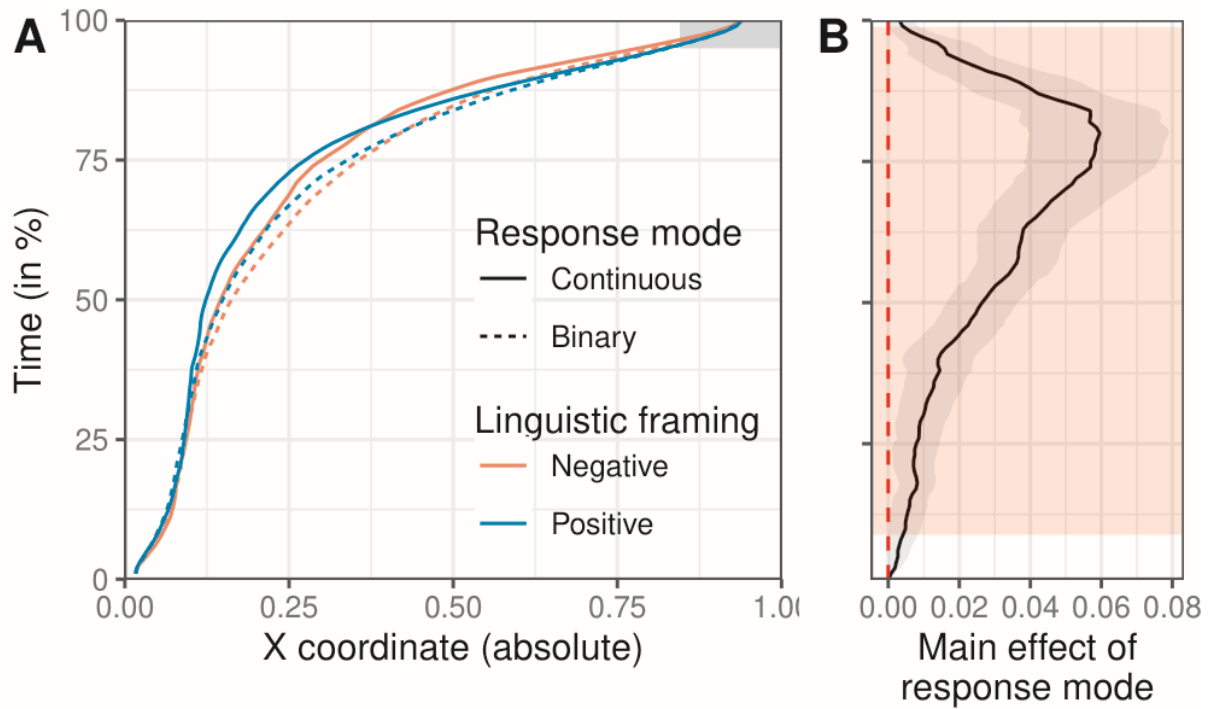 A
100
75
50
25
0
Time (in %)
0.00
0.25
0.50
0.75
1.0
X coordinate (absolute)
Response mode
Continuous
Binary
Linguistic framing
Negative
Positive
B
0.00
0.02
0.04
0.06
0.08
Main effect of
response mode